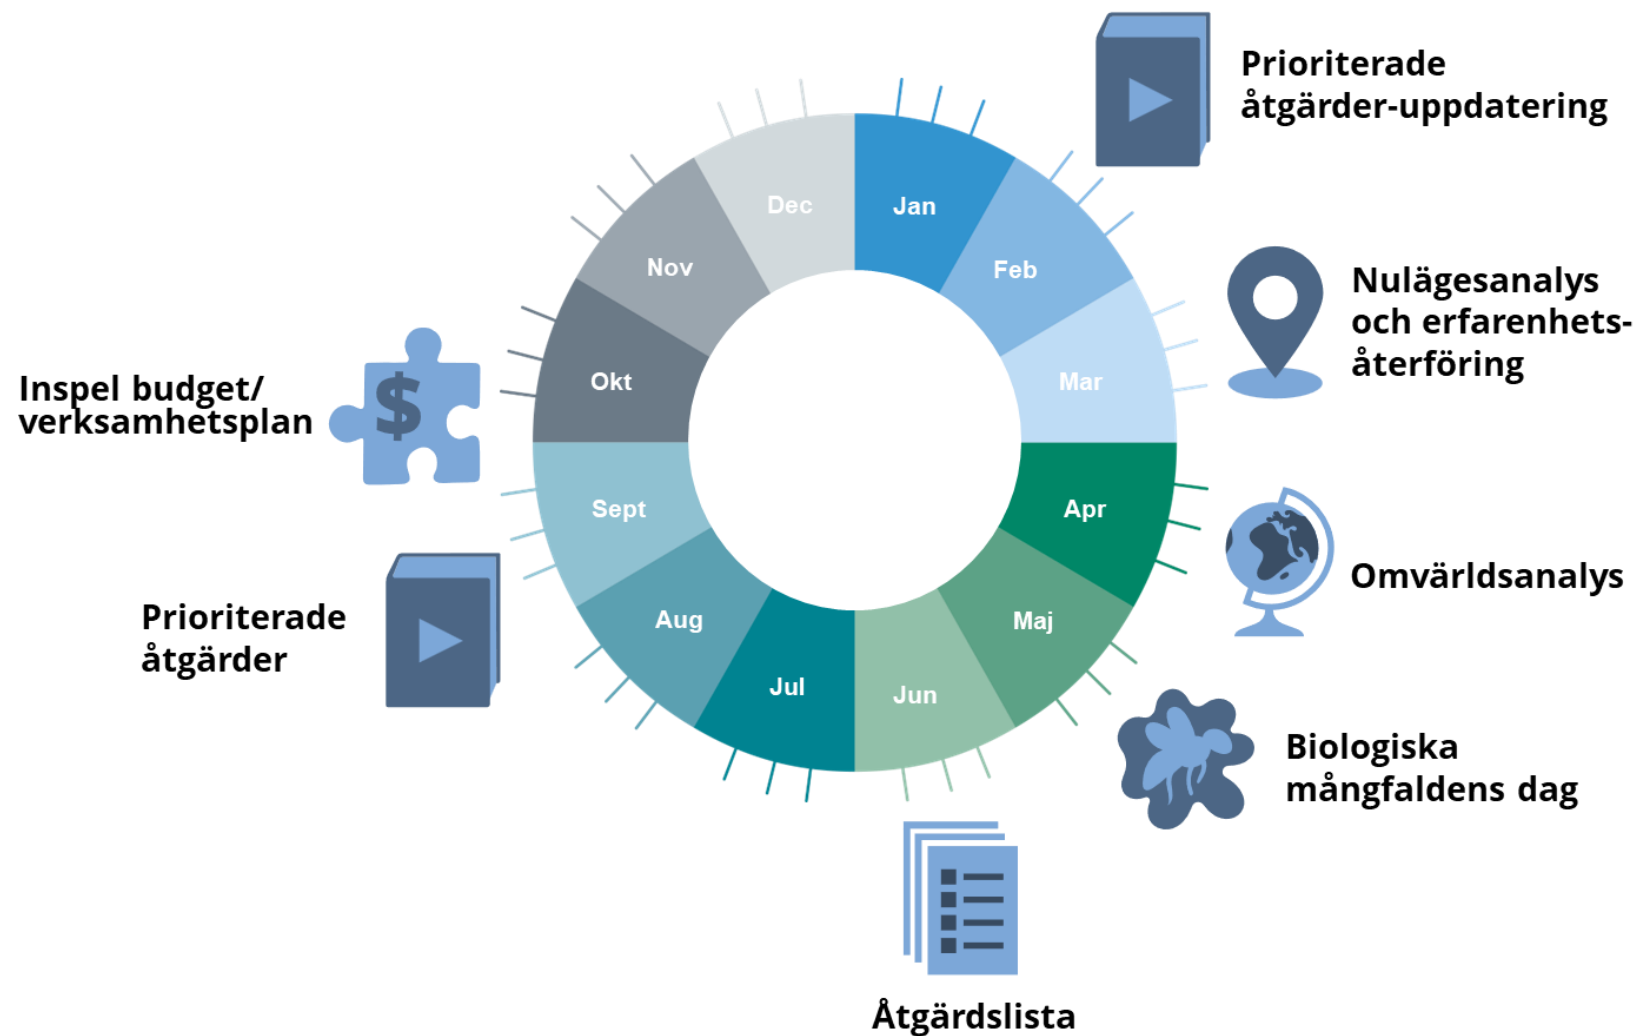 Prioriterade
åtgärder-uppdatering
Nulägesanalys
och erfarenhets-
återföring
Omvärldsanalys
Biologiska
mångfaldens dag
Åtgärdslista
Prioriterade
åtgärder
Inspel budget/
verksamhetsplan
$
Jan
Feb
Mar
Apr
Maj
Jun
Jul
Aug
Sept
Okt
Nov
Dec